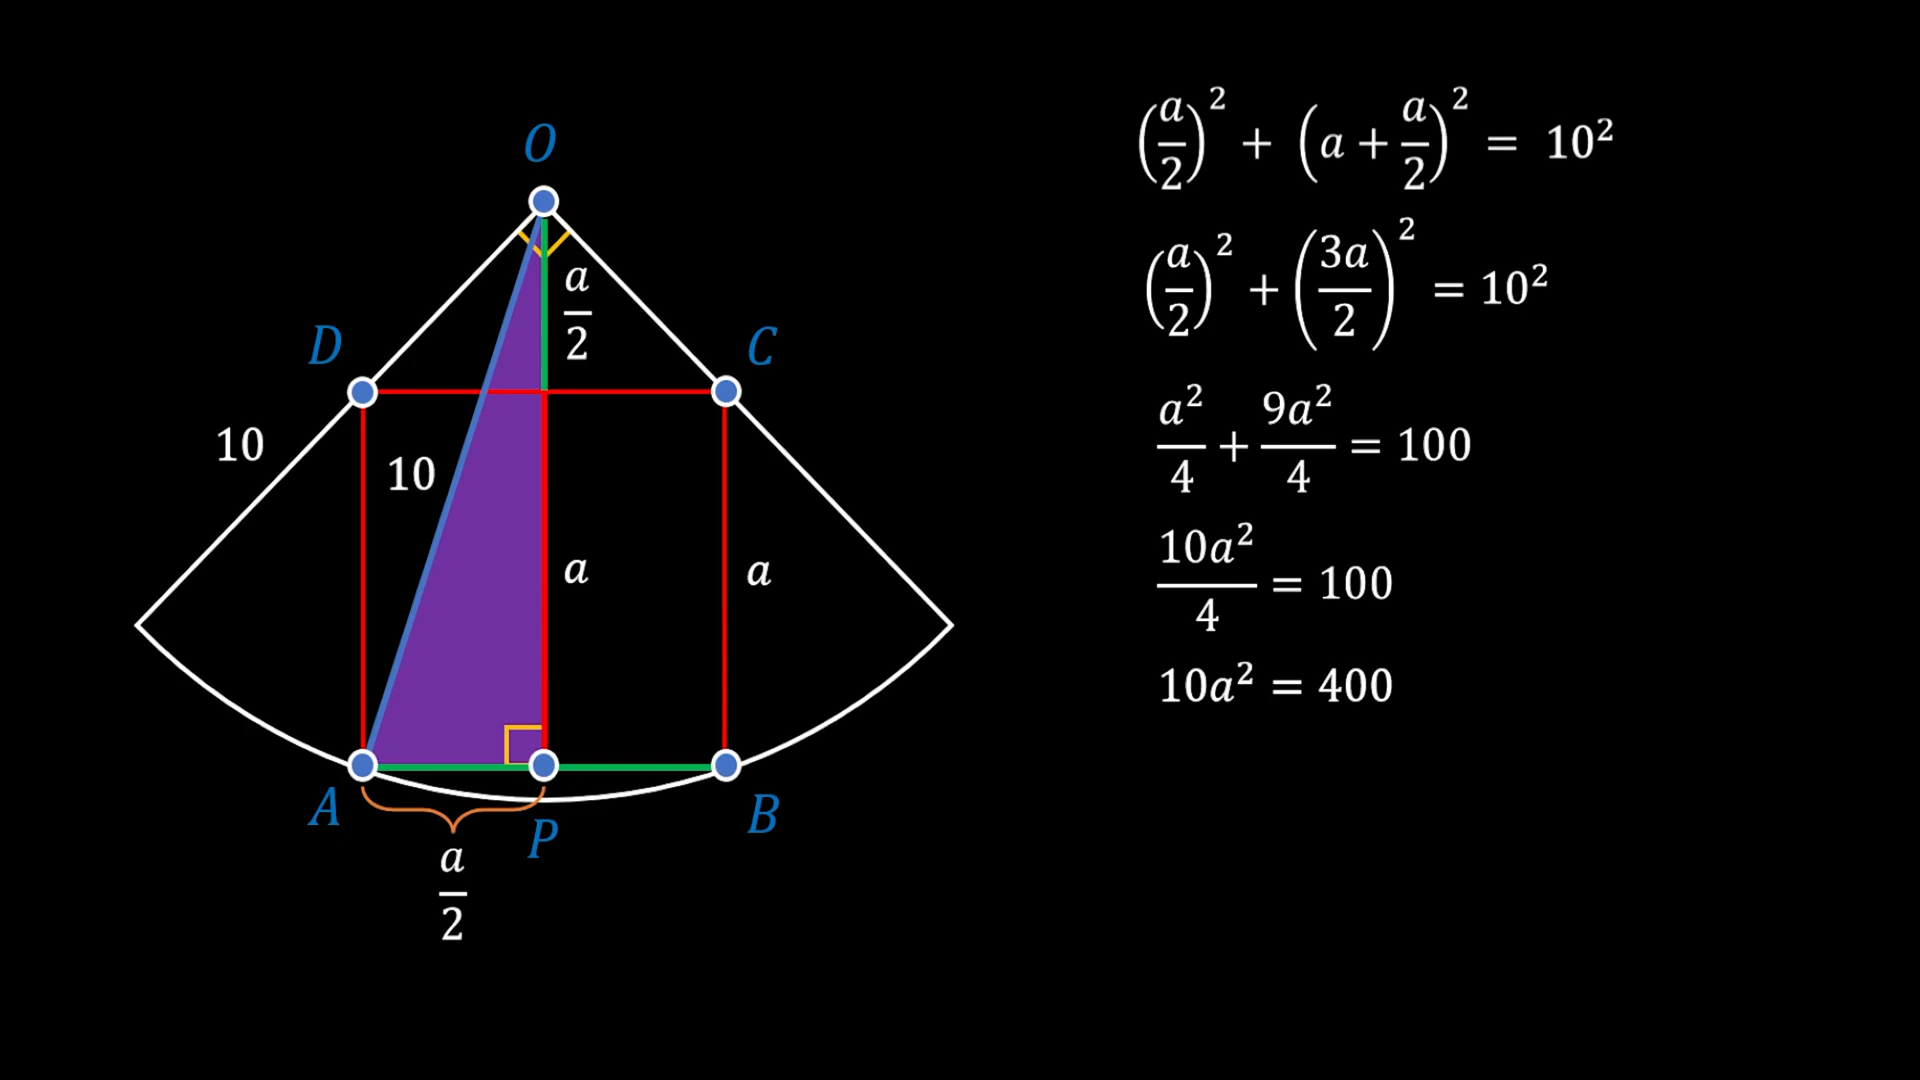 O
a/2
D
C
10
10
a
a
A
P
B
a/2
(a/2)² + (a + a/2)² = 10²
(a/2)² + (3a/2)² = 10²
a²/4 + 9a²/4 = 100
10a²/4 = 100
10a² = 400